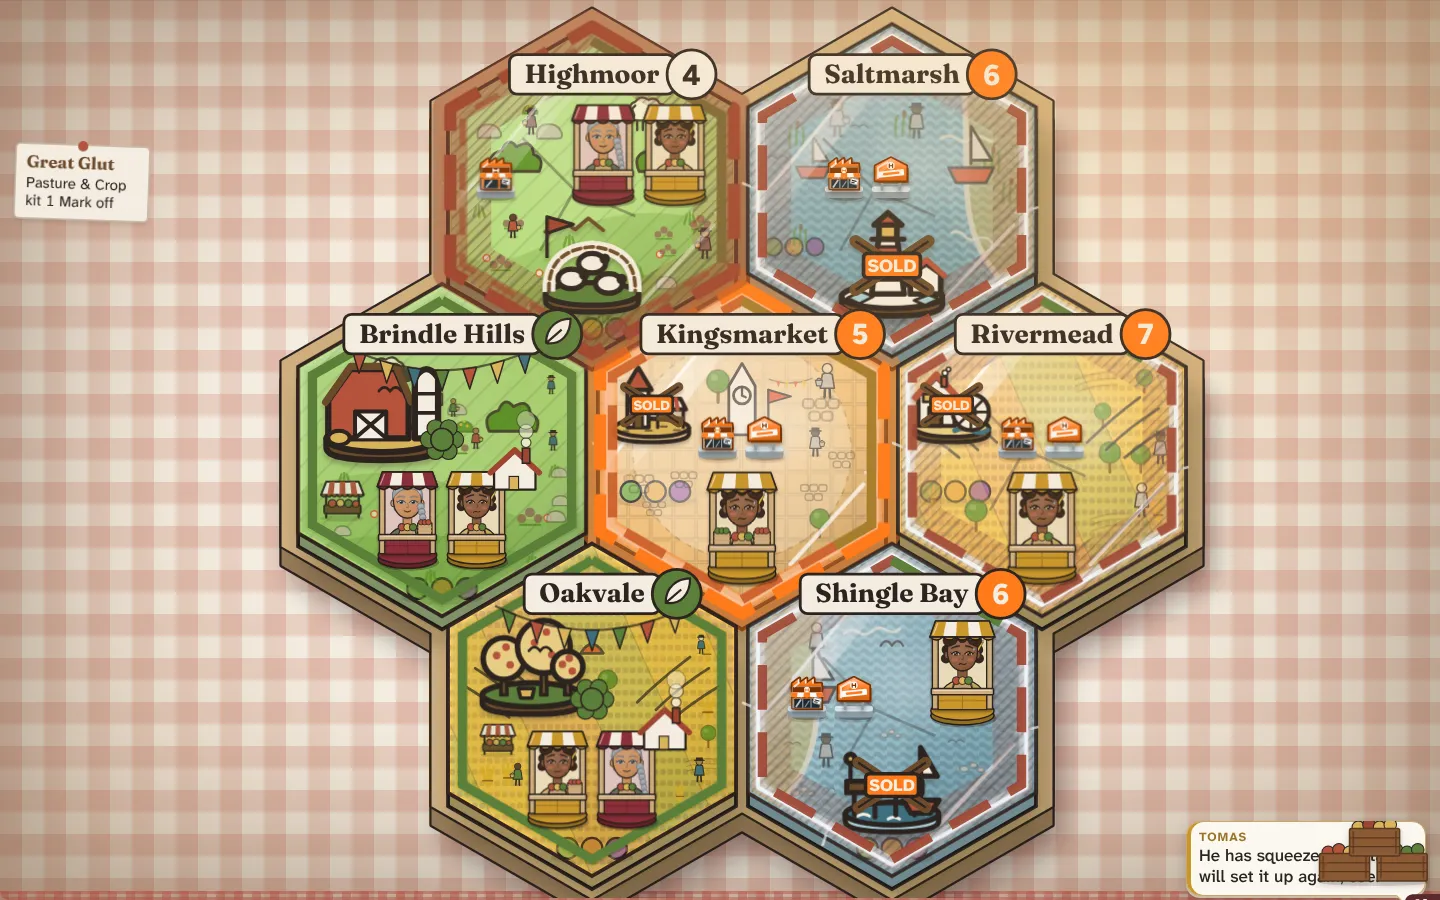 Highmoor 4
Saltmarsh 6
Great Glut
Pasture & Crop
kit 1 Mark off
SOLD
Brindle Hills
Kingsmarket 5
Rivermead 7
SOLD
SOLD
Oakvale
Shingle Bay 6
SOLD
TOMAS
He has squeeze
will set it up